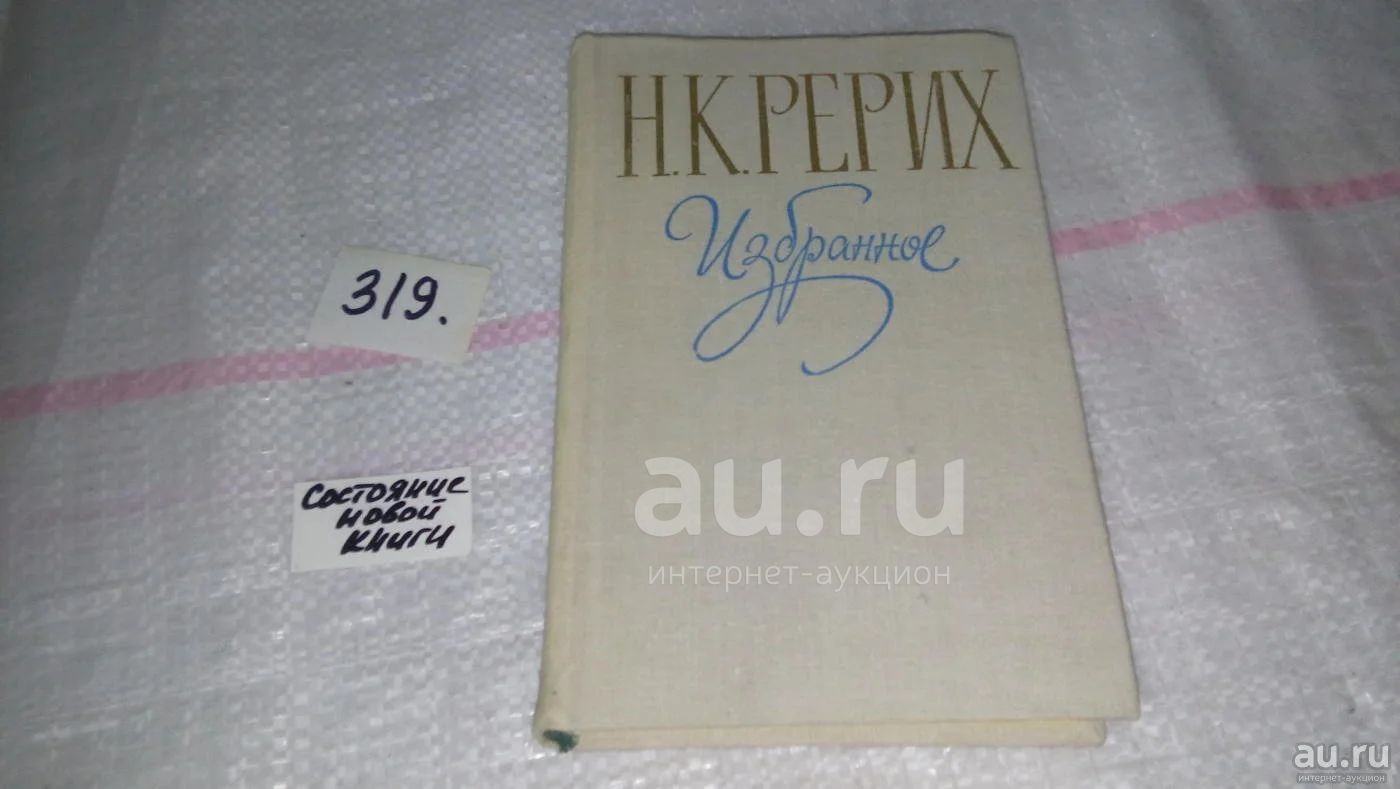 Н.К.РЕРИХ
Избранное
319.
Состояние
новой
книги
au.ru
интернет-аукцион
au.ru
интернет-аукцион